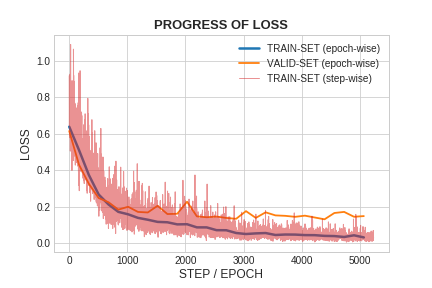 PROGRESS OF LOSS
TRAIN-SET (epoch-wise)
VALID-SET (epoch-wise)
TRAIN-SET (step-wise)
1.0
0.8
0.6
0.4
0.2
0.0
LOSS
0 1000 2000 3000 4000 5000
STEP / EPOCH